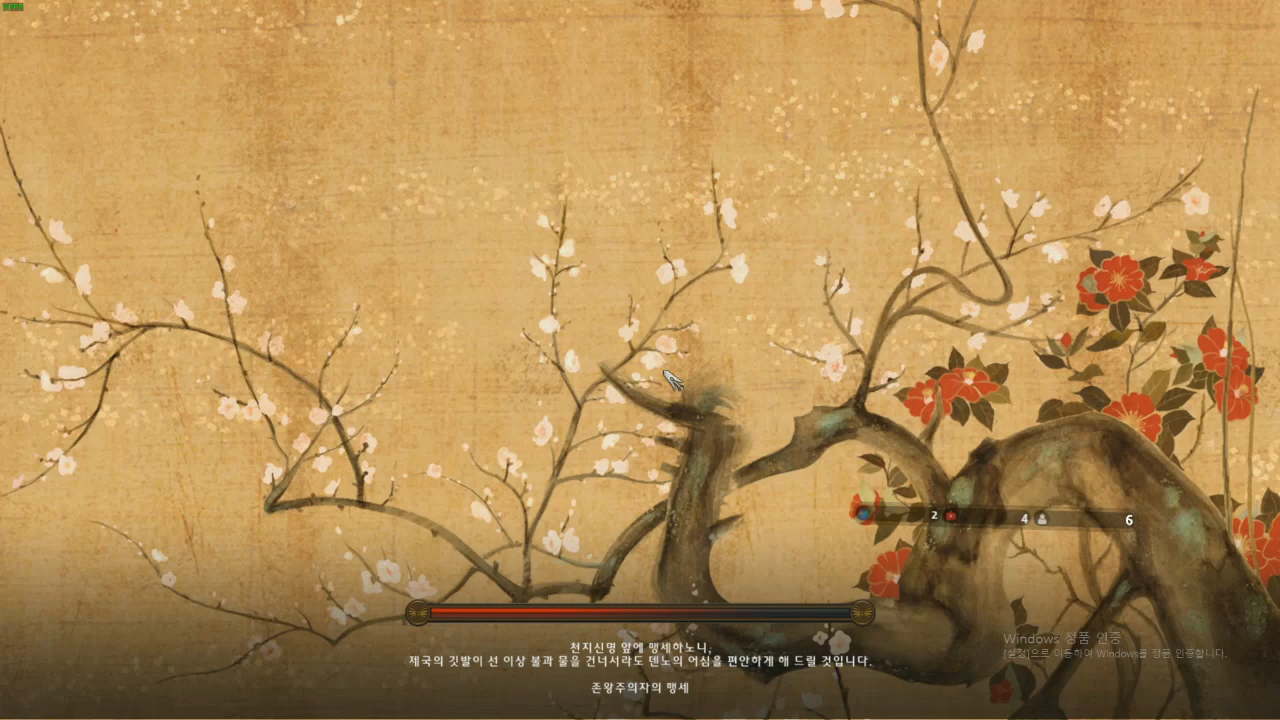 2 4 6
천지신명 앞에 맹세하노니,
제국의 깃발이 선 이상 불과 물을 건너서라도 덴노의 어심을 편안하게 해 드릴 것입니다.
존왕주의자의 맹세
Windows 정품 인증
[설정]으로 이동하여 Windows를 정품 인증합니다.